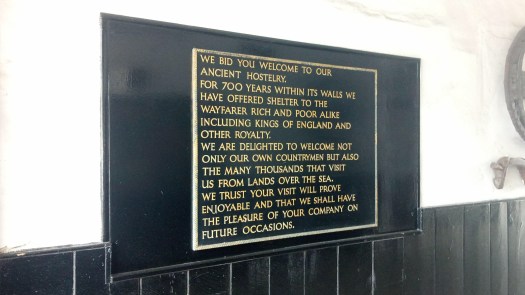 WE BID YOU WELCOME TO OUR
ANCIENT HOSTELRY.
FOR 700 YEARS WITHIN ITS WALLS WE
HAVE OFFERED SHELTER TO THE
WAYFARER RICH AND POOR ALIKE
INCLUDING KINGS OF ENGLAND AND
OTHER ROYALTY.
WE ARE DELIGHTED TO WELCOME NOT
ONLY OUR OWN COUNTRYMEN BUT ALSO
THE MANY THOUSANDS THAT VISIT
US FROM LANDS OVER THE SEA.
WE TRUST YOUR VISIT WILL PROVE
ENJOYABLE AND THAT WE SHALL HAVE
THE PLEASURE OF YOUR COMPANY ON
FUTURE OCCASIONS.